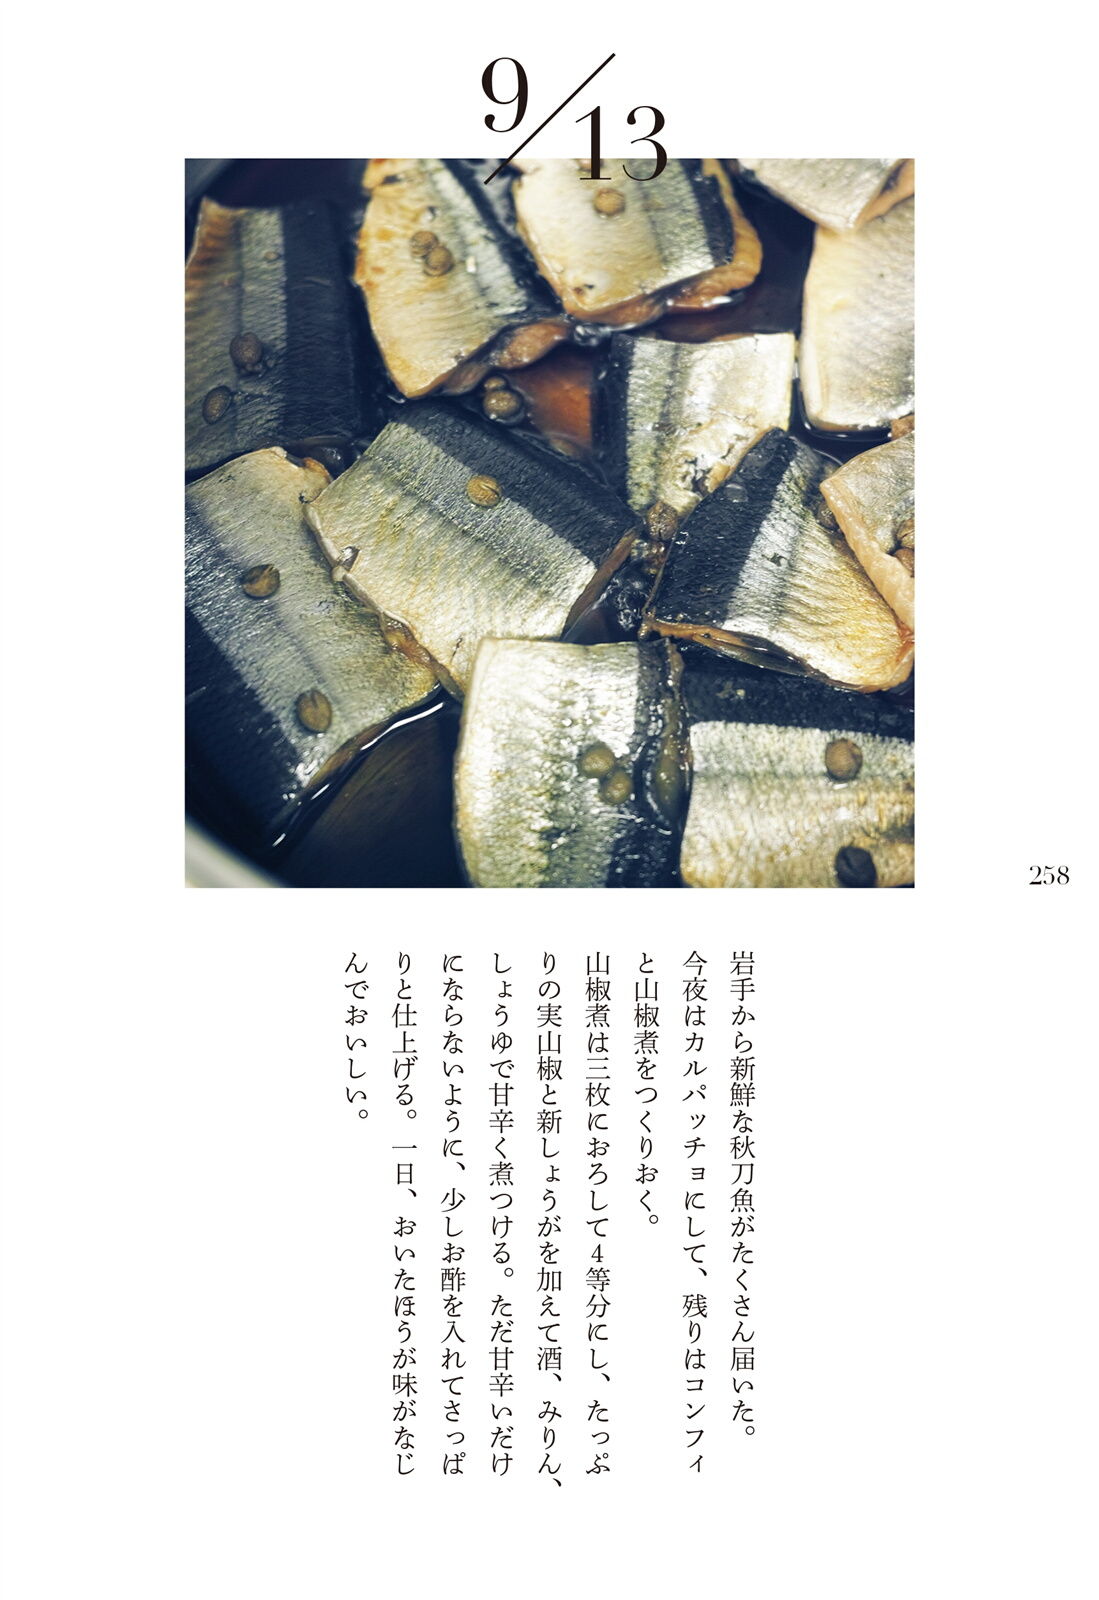 9/13
258
岩手から新鮮な秋刀魚がたくさん届いた。
今夜はカルパッチョにして、残りはコンフィ
と山椒煮をつくりおく。
山椒煮は三枚におろして4等分にし、たっぷ
りの実山椒と新しょうがを加えて酒、みりん、
しょうゆで甘辛く煮つける。ただ甘辛いだけ
にならないように、少しお酢を入れてさっぱ
りと仕上げる。一日、おいたほうが味がなじ
んでおいしい。